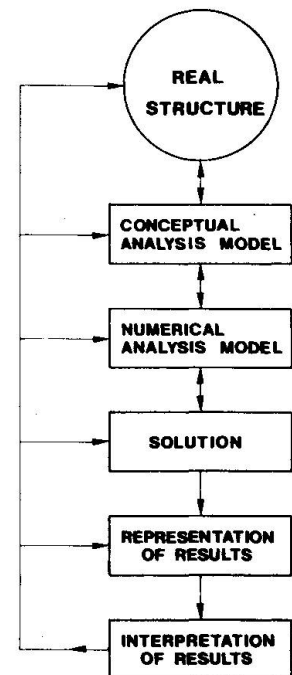 REAL
STRUCTURE
CONCEPTUAL
ANALYSIS MODEL
NUMERICAL
ANALYSIS MODEL
SOLUTION
REPRESENTATION
OF RESULTS
INTERPRETATION
OF RESULTS